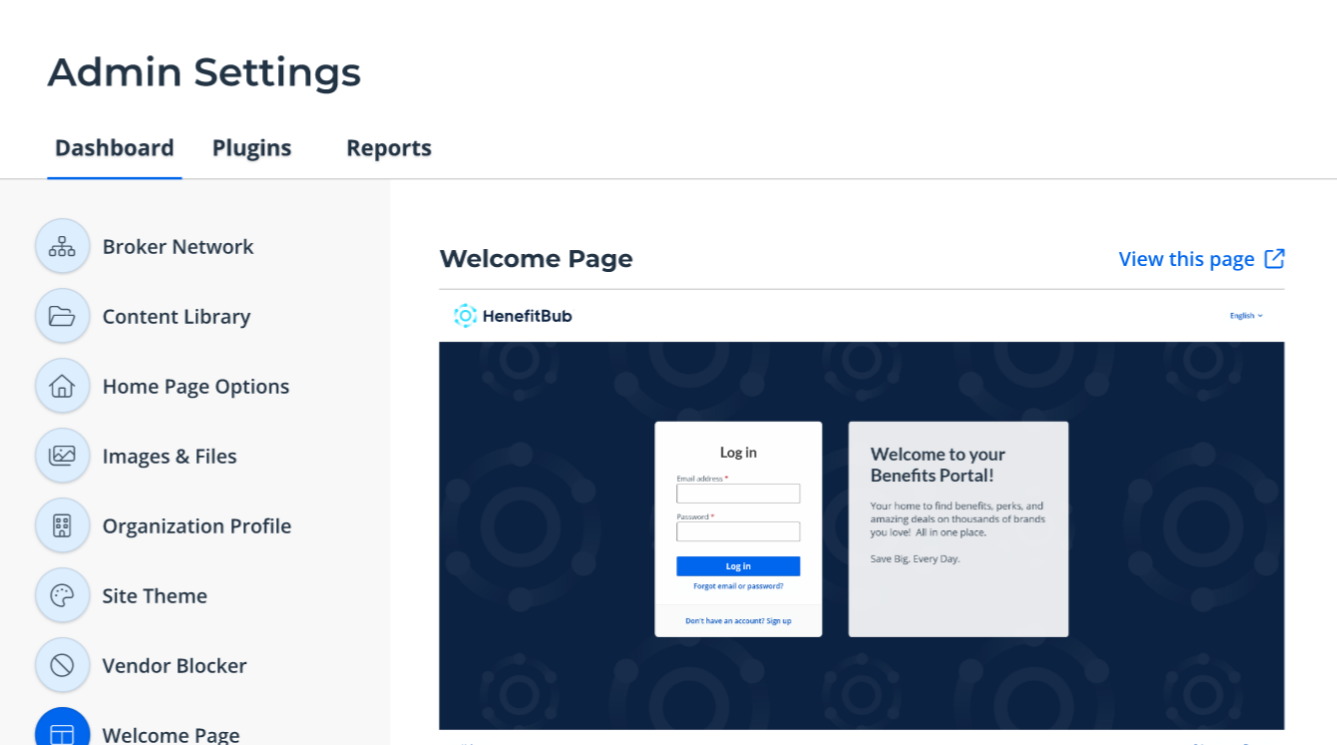 Admin Settings
Dashboard Plugins Reports
Broker Network
Content Library
Home Page Options
Images & Files
Organization Profile
Site Theme
Vendor Blocker
Welcome Page
Welcome Page
View this page
HenefitBub
English
Log in
Email address *
Password *
Log in
Forgot email or password?
Don't have an account? Sign up
Welcome to your
Benefits Portal!
Your home to find benefits, perks, and
amazing deals on thousands of brands
you love! All in one place.
Save Big, Every Day.